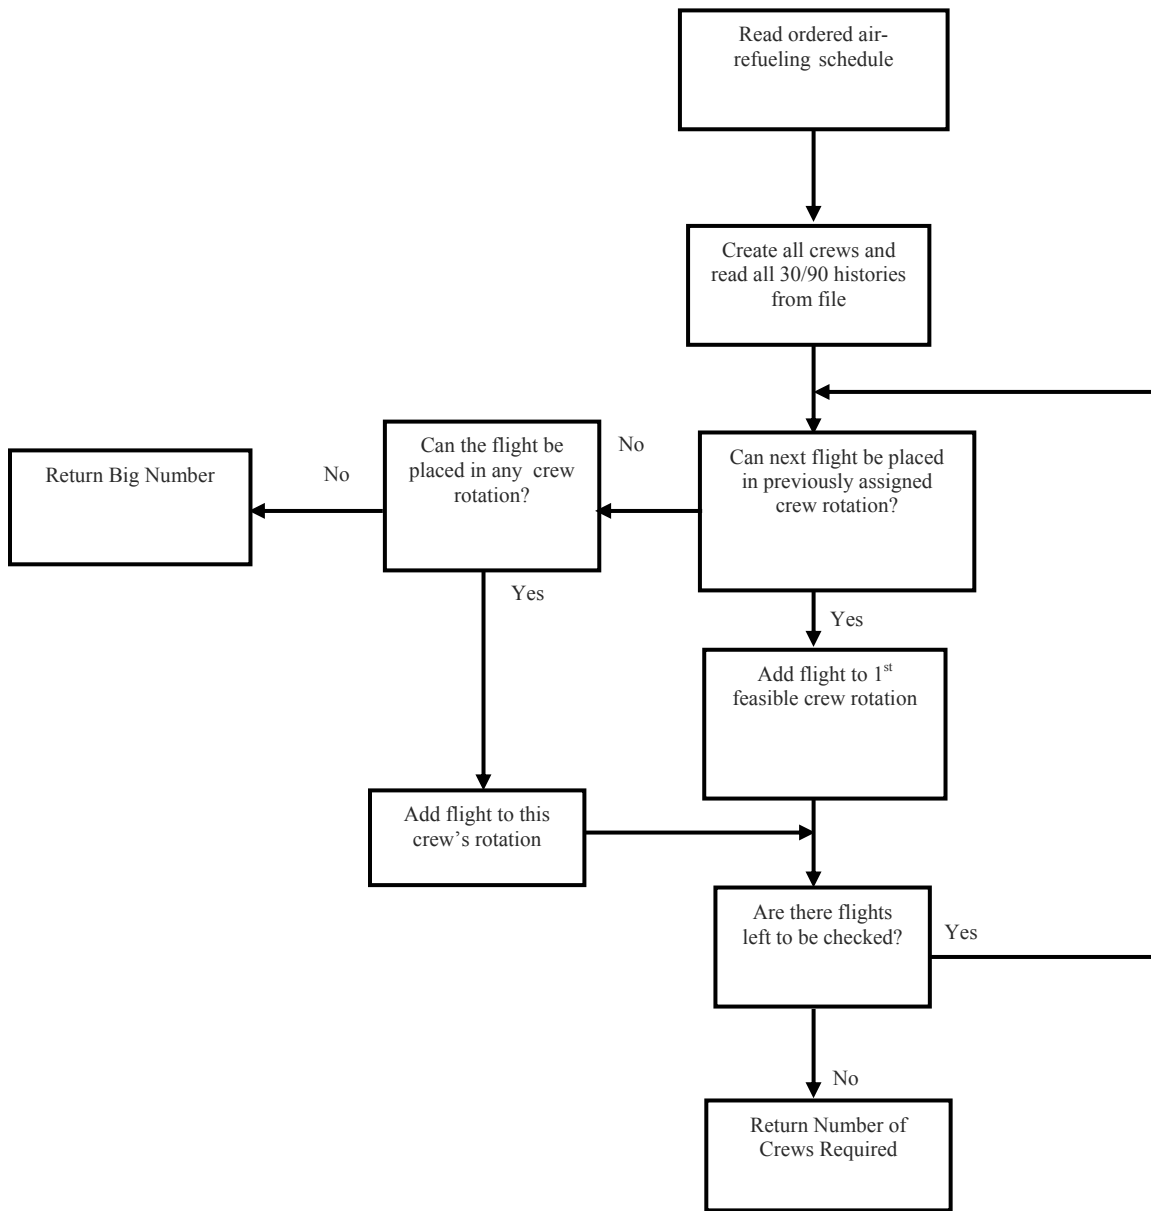 Read ordered air-
refueling schedule
Create all crews and
read all 30/90 histories
from file
Can next flight be placed
in previously assigned
crew rotation?
No
Can the flight be
placed in any crew
rotation?
No
Return Big Number
Yes
Yes
Add flight to 1st
feasible crew rotation
Add flight to this
crew’s rotation
Are there flights
left to be checked?
Yes
No
Return Number of
Crews Required